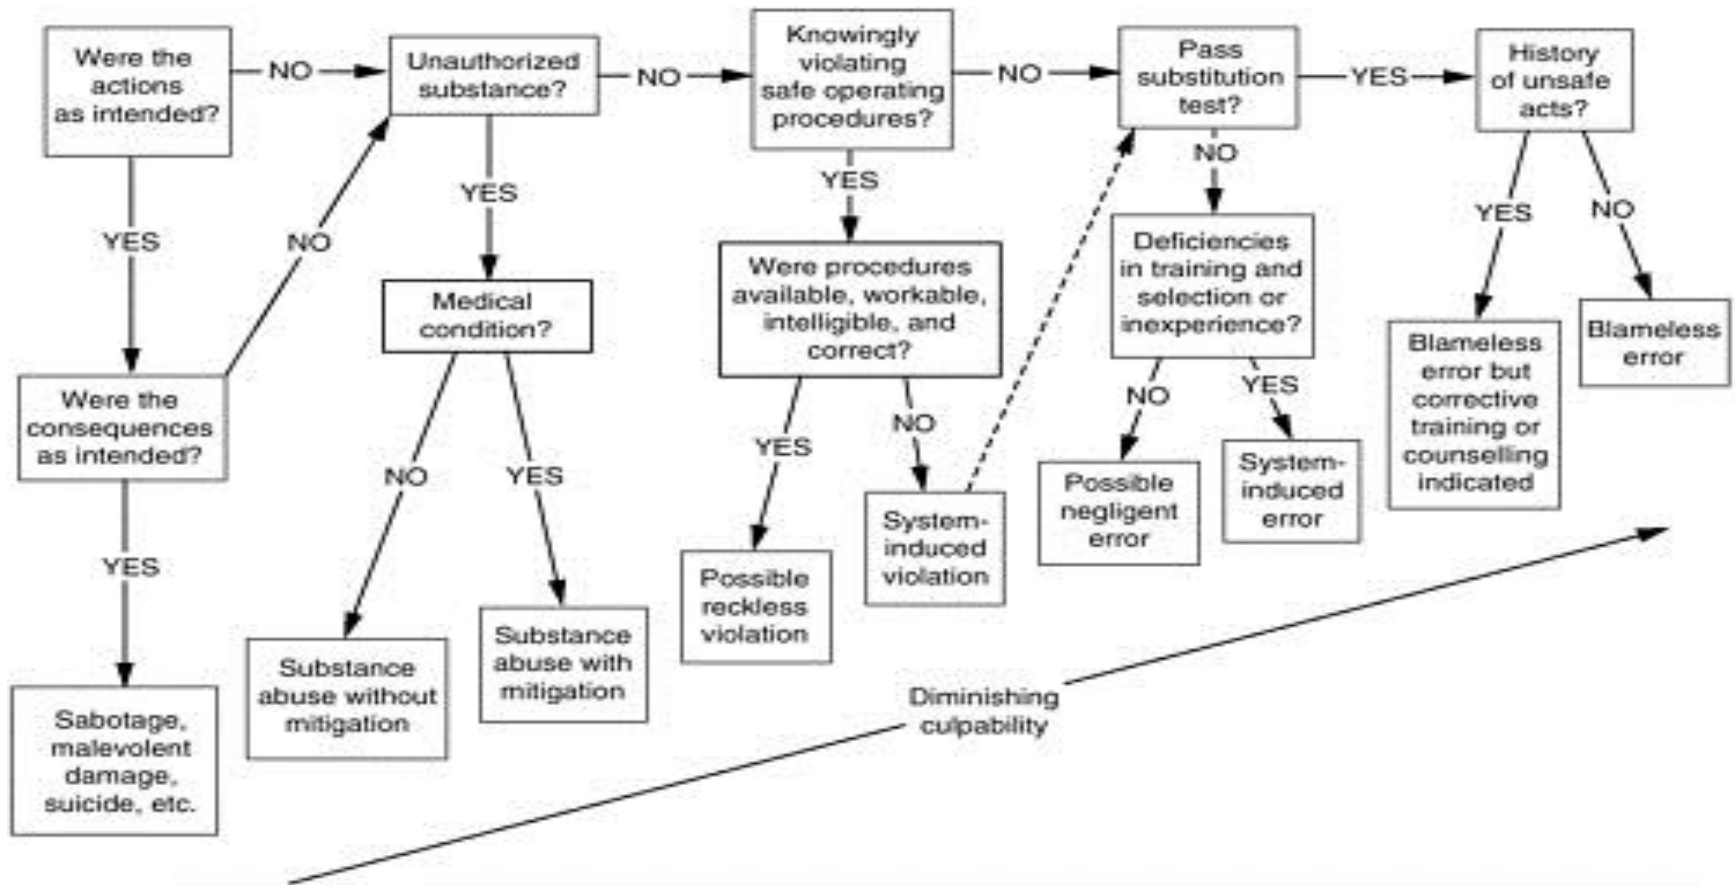 Were the
actions
as intended?
NO
Unauthorized
substance?
NO
Knowingly
violating
safe operating
procedures?
NO
Pass
substitution
test?
YES
History
of unsafe
acts?
YES
NO
YES
YES
NO
YES
NO
Medical
condition?
Were procedures
available, workable,
intelligible, and
correct?
Deficiencies
in training and
selection or
inexperience?
Blameless
error but
corrective
training or
counselling
indicated
Blameless
error
Were the
consequences
as intended?
NO
YES
YES
NO
NO
YES
YES
Sabotage,
malevolent
damage,
suicide, etc.
Substance
abuse without
mitigation
Substance
abuse with
mitigation
Possible
reckless
violation
System-
induced
violation
Possible
negligent
error
System-
induced
error
Diminishing
culpability